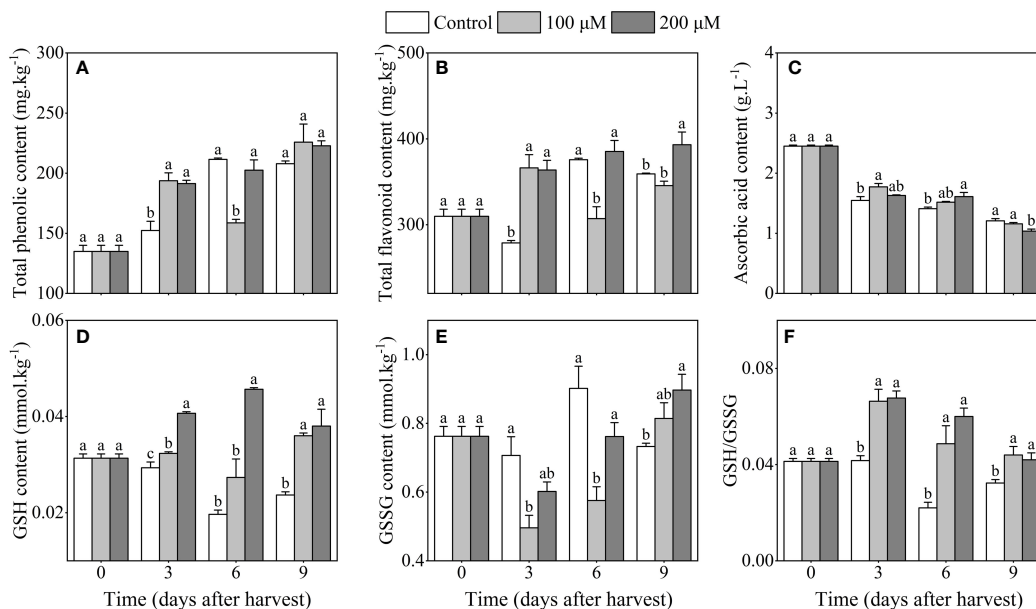 Control 100 μM 200 μM
A
Total phenolic content (mg.kg-1)
300
250
200
150
100
a a a
b a a
a b a
a a a
B
Total flavonoid content (mg.kg-1)
500
400
300
a a a
b a a
a b a
b b a
C
Ascorbic acid content (g.L-1)
4
3
2
1
0
a a a
b a ab
b ab a
a a b
D
GSH content (mmol.kg-1)
0.06
0.04
0.02
a a a
c b a
b b a
b a a
0 3 6 9
Time (days after harvest)
E
GSSG content (mmol.kg-1)
1.0
0.8
0.6
0.4
a a a
a b ab
a b a
b ab a
0 3 6 9
Time (days after harvest)
F
GSH/GSSG
0.08
0.04
0.00
a a a
b a a
b a a
b a a
0 3 6 9
Time (days after harvest)